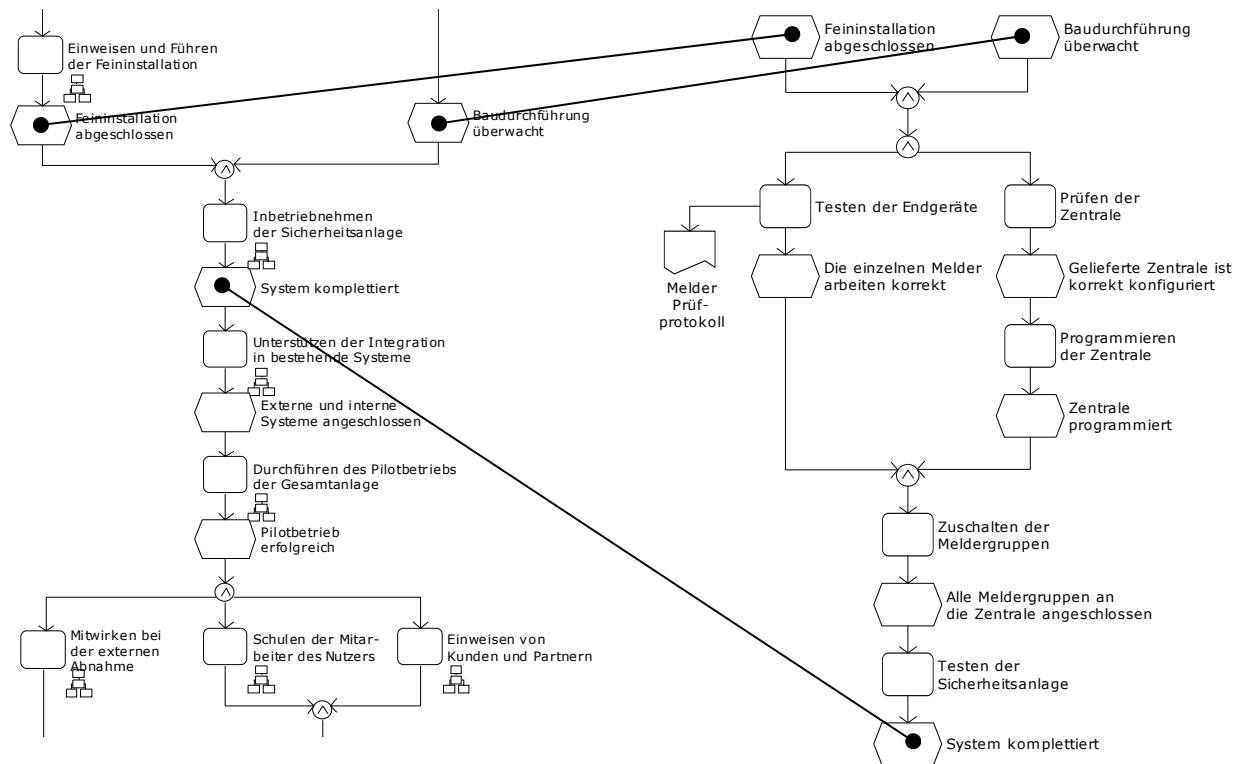 Einweisen und Führen
der Feininstallation
Feininstallation
abgeschlossen
Baudurchführung
überwacht
Inbetriebnehmen
der Sicherheitsanlage
System komplettiert
Unterstützen der Integration
in bestehende Systeme
Externe und interne
Systeme angeschlossen
Durchführen des Pilotbetriebs
der Gesamtanlage
Pilotbetrieb
erfolgreich
Mitwirken bei
der externen
Abnahme
Schulen der Mitar-
beiter des Nutzers
Einweisen von
Kunden und Partnern
Feininstallation
abgeschlossen
Baudurchführung
überwacht
Testen der Endgeräte
Prüfen der
Zentrale
Melder
Prüf-
protokoll
Die einzelnen Melder
arbeiten korrekt
Gelieferte Zentrale ist
korrekt konfiguriert
Programmieren
der Zentrale
Zentrale
programmiert
Zuschalten der
Meldergruppen
Alle Meldergruppen an
die Zentrale angeschlossen
Testen der
Sicherheitsanlage
System komplettiert